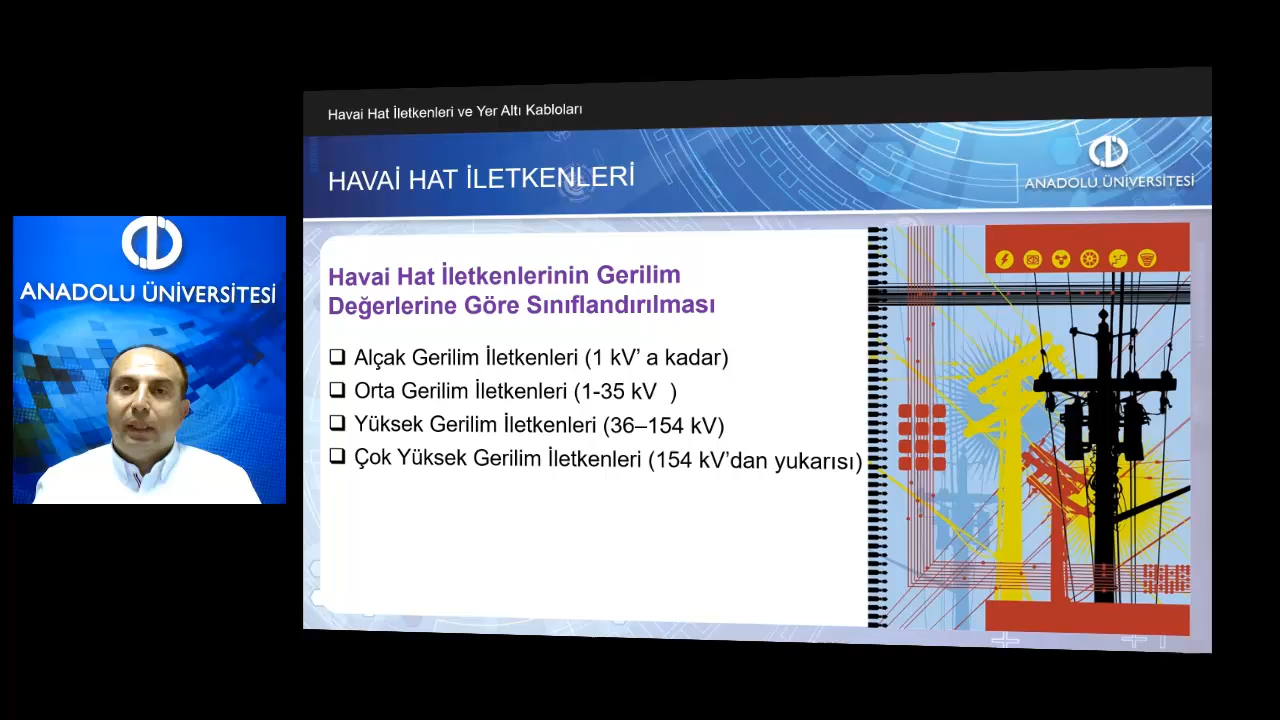 Havai Hat İletkenleri ve Yer Altı Kabloları
HAVAİ HAT İLETKENLERİ
ANADOLU ÜNİVERSİTESİ
ANADOLU ÜNİVERSİTESİ
Havai Hat İletkenlerinin Gerilim
Değerlerine Göre Sınıflandırılması
Alçak Gerilim İletkenleri (1 kV’ a kadar)
Orta Gerilim İletkenleri (1-35 kV )
Yüksek Gerilim İletkenleri (36–154 kV)
Çok Yüksek Gerilim İletkenleri (154 kV’dan yukarısı)